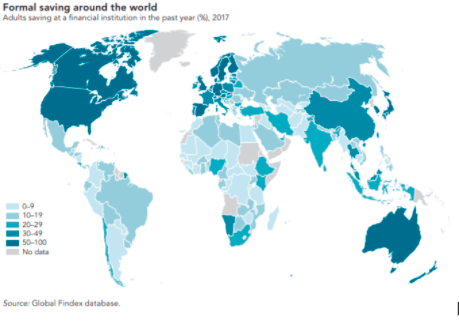 Formal saving around the world
Adults saving at a financial institution in the past year (%), 2017
0–9
10–19
20–29
30–49
50–100
No data
Source: Global Findex database.